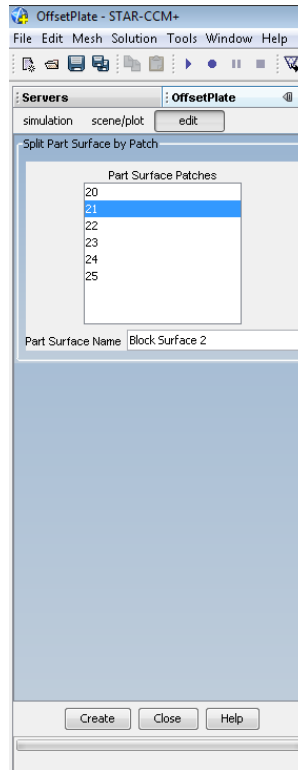 OffsetPlate - STAR-CCM+
File Edit Mesh Solution Tools Window Help
Servers OffsetPlate
simulation scene/plot edit
Split Part Surface by Patch
Part Surface Patches
20
21
22
23
24
25
Part Surface Name Block Surface 2
Create Close Help